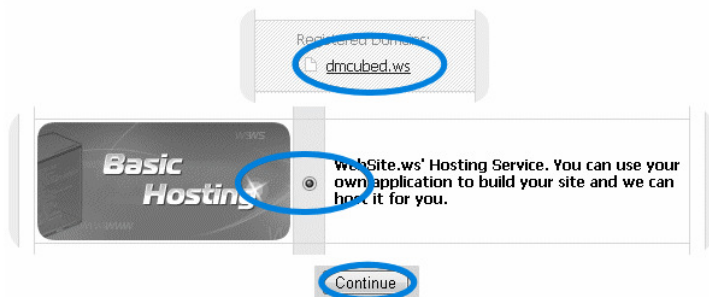 Registered Domains:
dmcubed.ws
Basic
Hosting
WebSite.ws' Hosting Service. You can use your
own application to build your site and we can
host it for you.
Continue